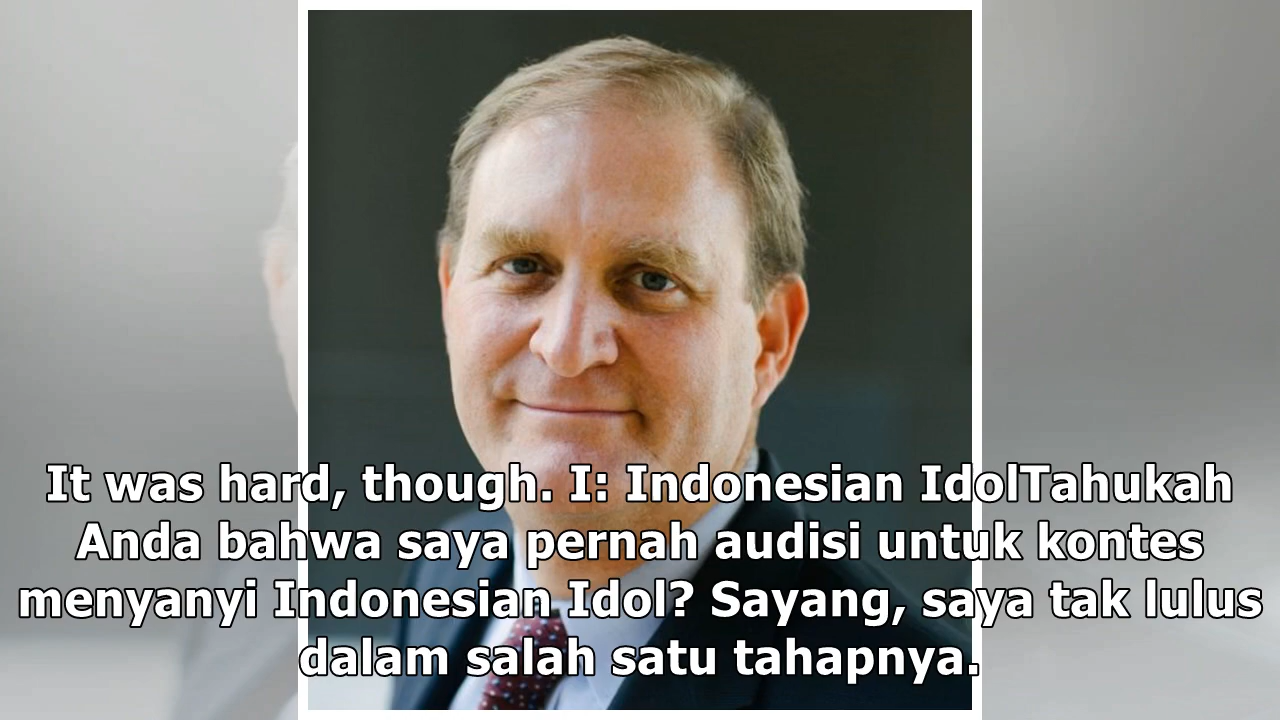 It was hard, though. I: Indonesian IdolTahukah
Anda bahwa saya pernah audisi untuk kontes
menyanyi Indonesian Idol? Sayang, saya tak lulus
dalam salah satu tahapnya.